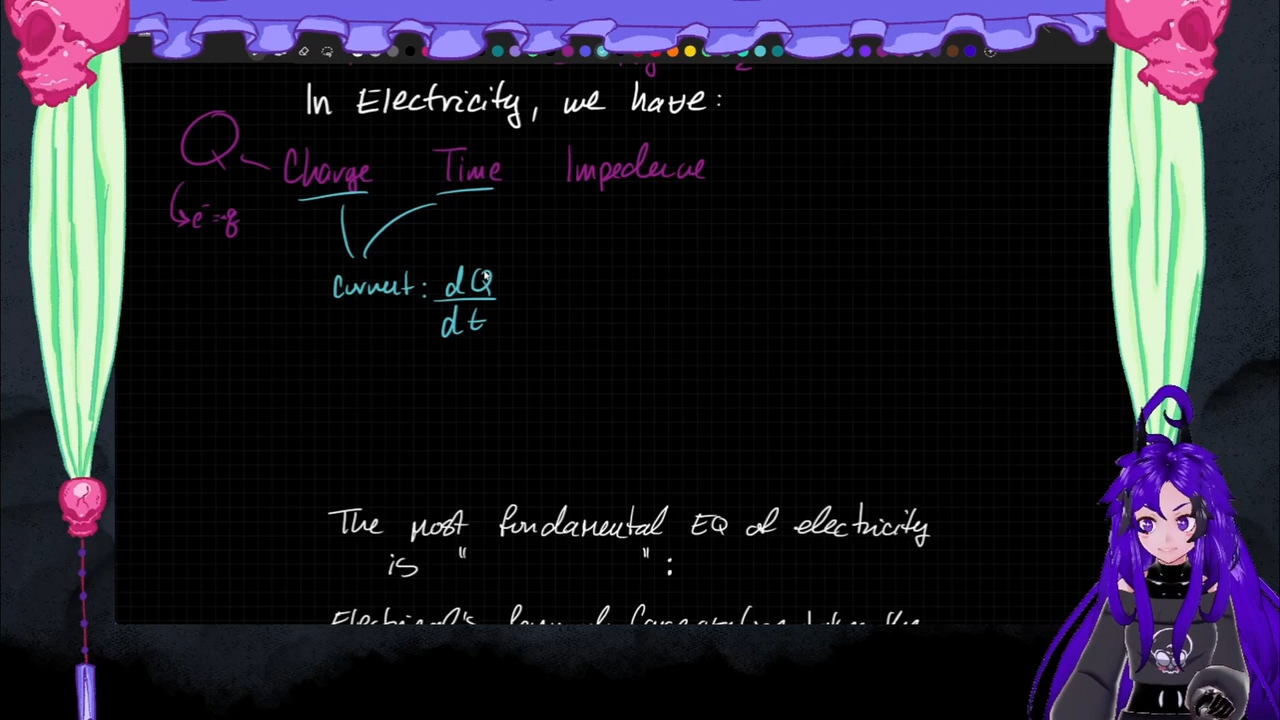 In Electricity, we have:
Q
Charge Time Impedence
e⁻=q
Current: dQ
dt
The most fundamental EQ of electricity
is " " :